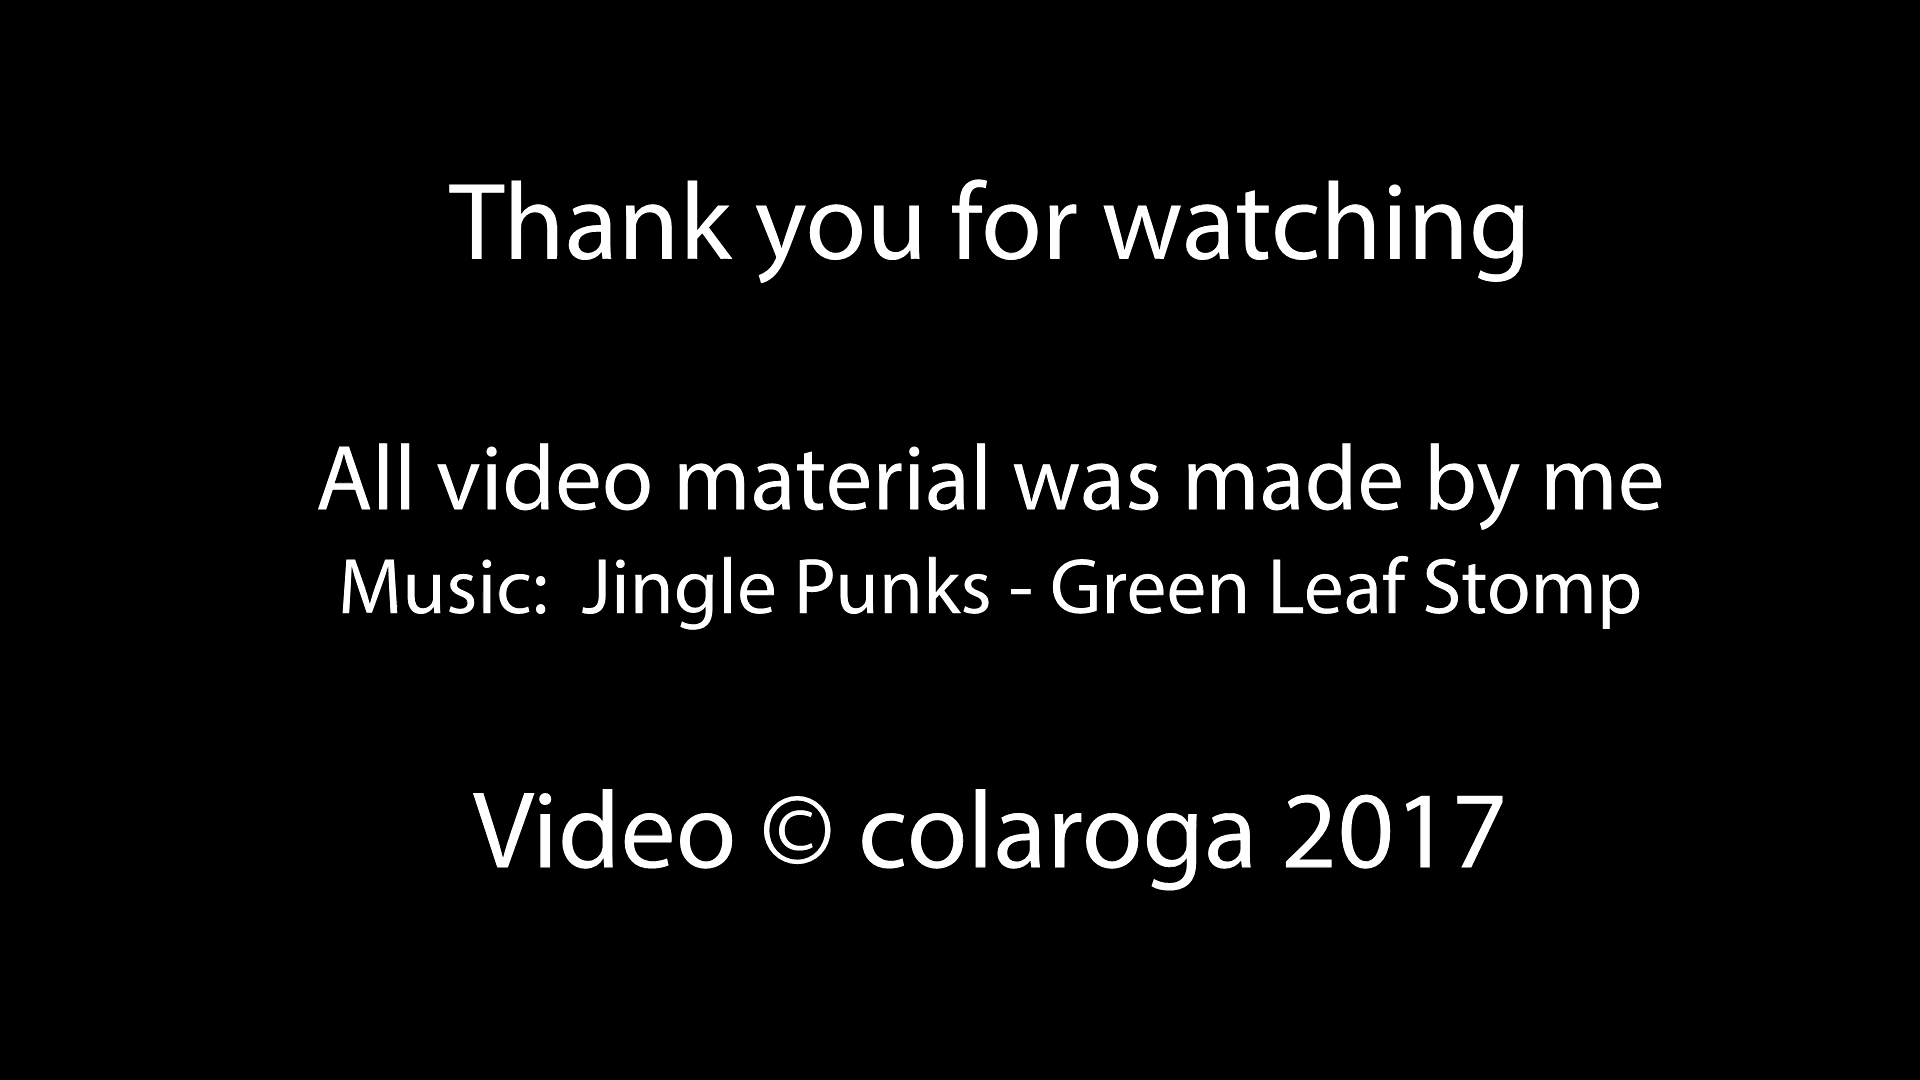 Thank you for watching
All video material was made by me
Music:  Jingle Punks - Green Leaf Stomp
Video © colaroga 2017